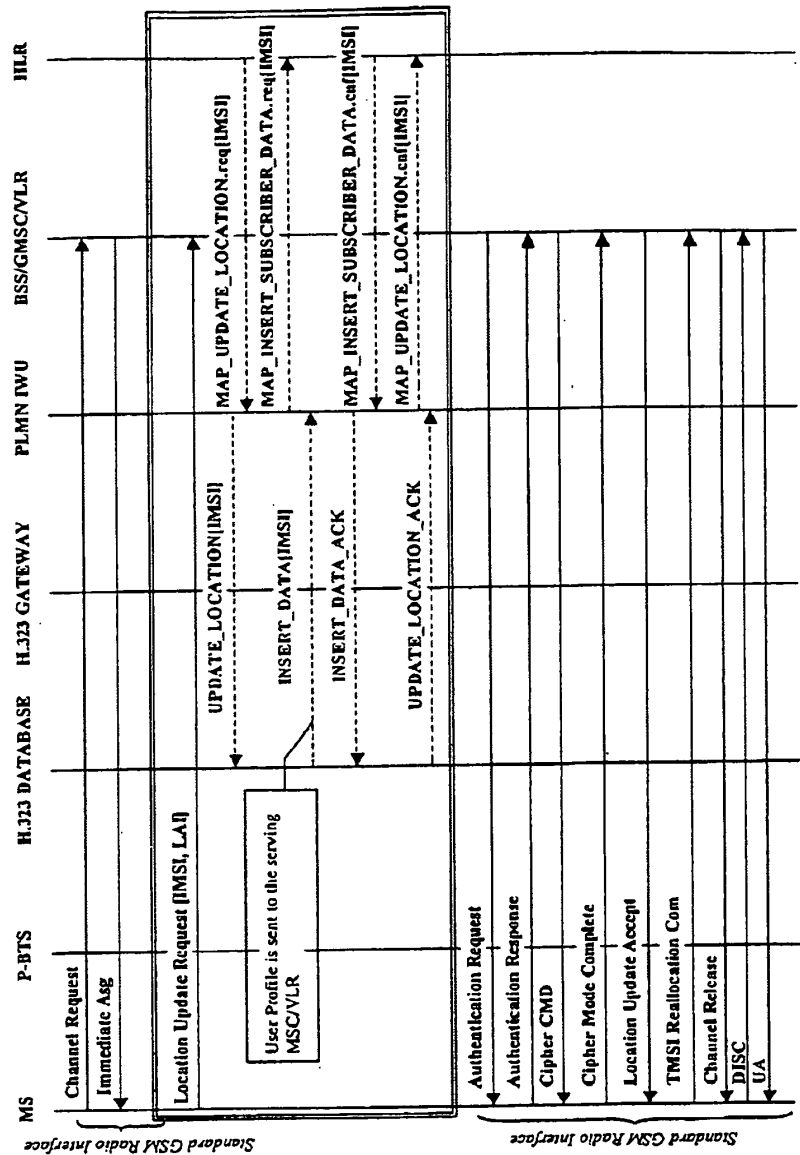 MS
P-BTS
H.323 DATABASE
H.323 GATEWAY
PLMN IWU
BSS/GMSC/VLR
HLR
Channel Request
Immediate Asg
Standard GSM Radio Interface
Location Update Request [IMSI, LAI]
MAP_UPDATE_LOCATION.req[IMSI]
UPDATE_LOCATION[IMSI]
MAP_INSERT_SUBSCRIBER_DATA.req[IMSI]
INSERT_DATA[IMSI]
User Profile is sent to the serving
MSC/VLR
MAP_INSERT_SUBSCRIBER_DATA.cnf[IMSI]
INSERT_DATA_ACK
MAP_UPDATE_LOCATION.cnf[IMSI]
UPDATE_LOCATION_ACK
Authentication Request
Authentication Response
Cipher CMD
Cipher Mode Complete
Location Update Accept
TMSI Reallocation Com
Channel Release
DISC
UA
Standard GSM Radio Interface